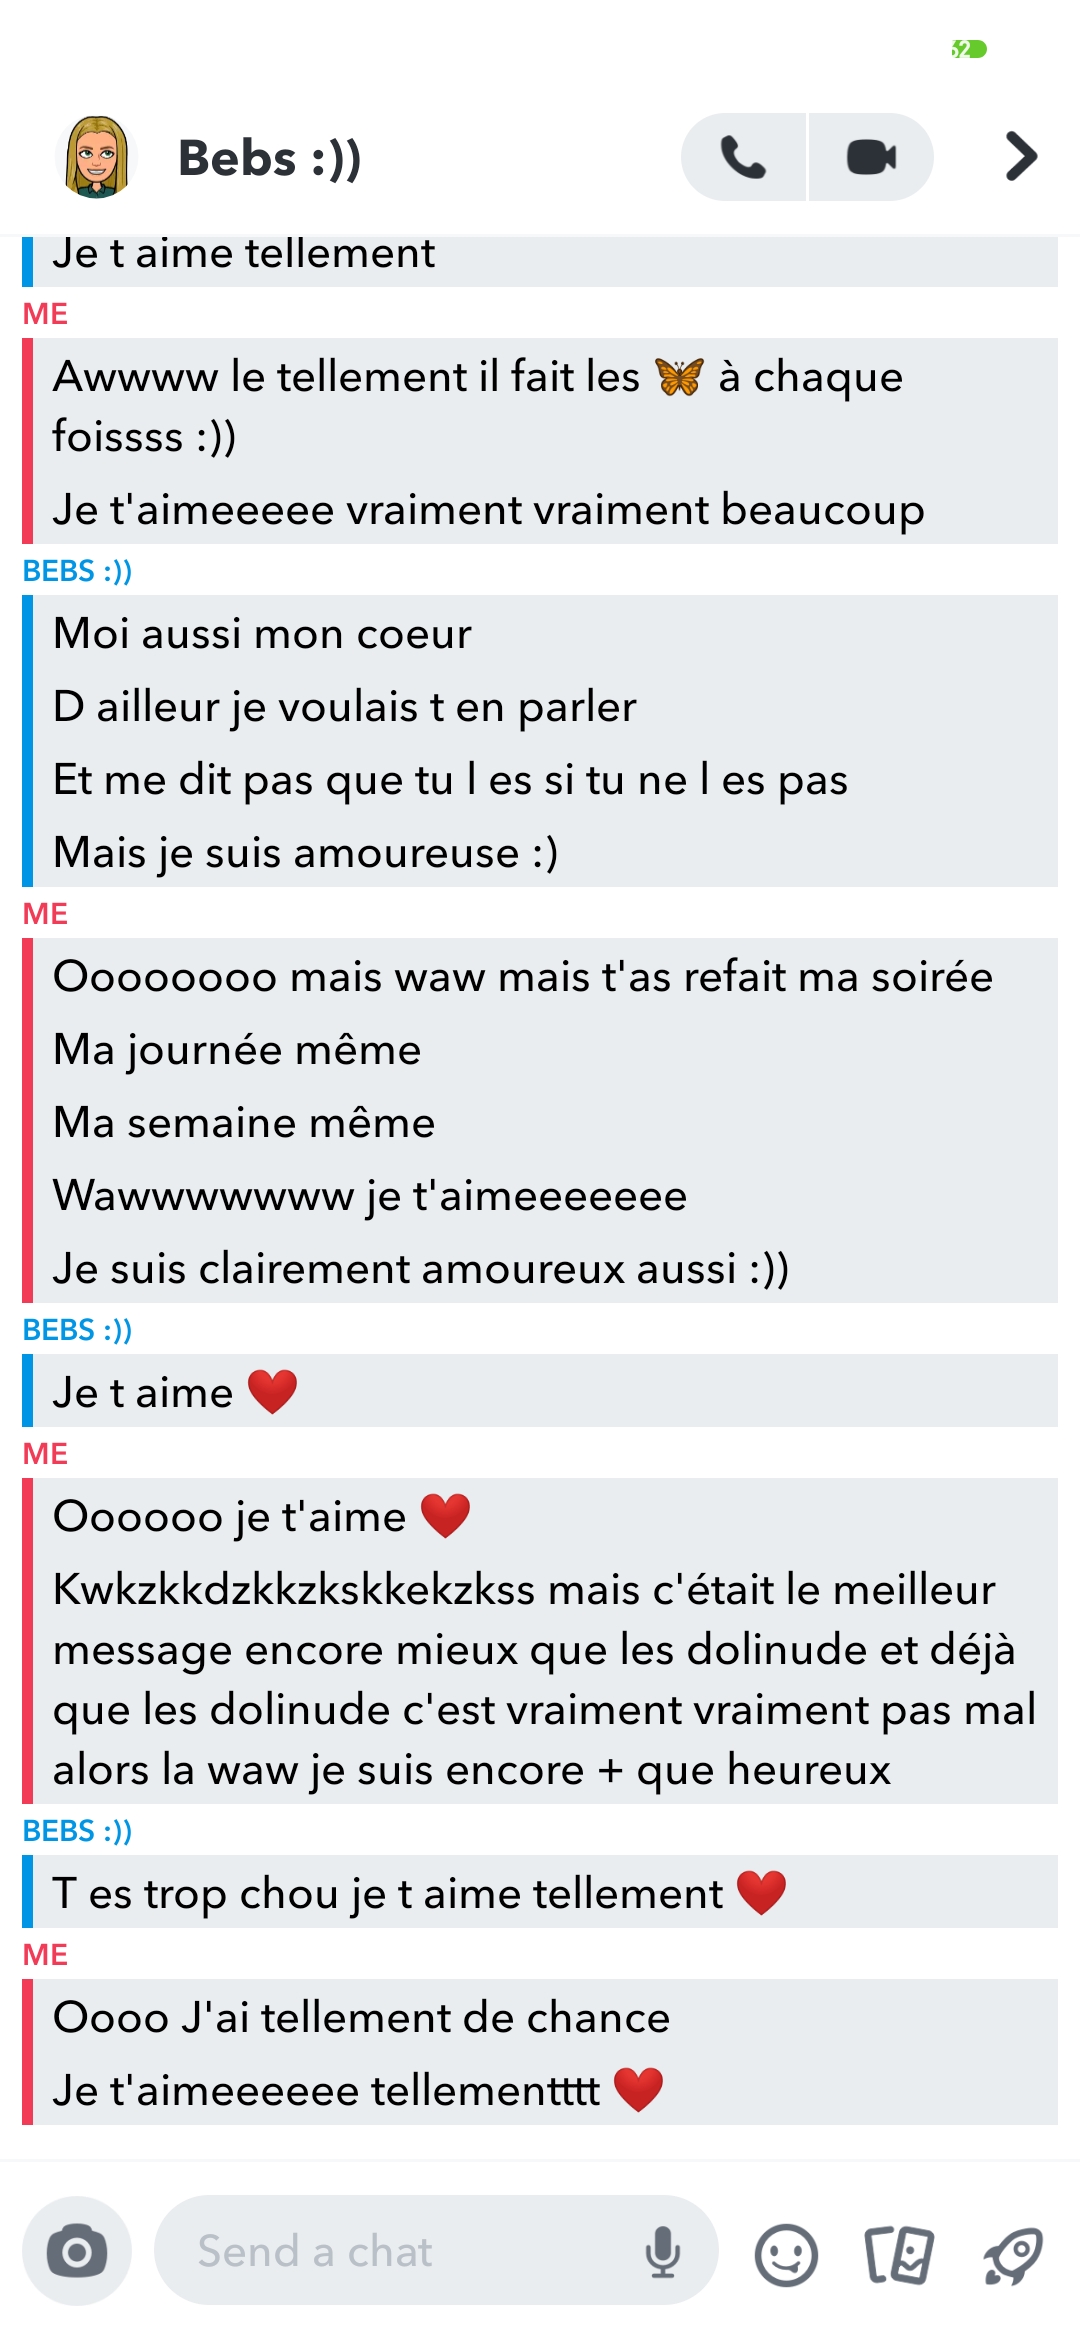 Bebs :))
Je t aime tellement
ME
Awwww le tellement il fait les 🦋 à chaque
foissss :))
Je t'aimeeeee vraiment vraiment beaucoup
BEBS :))
Moi aussi mon coeur
D ailleur je voulais t en parler
Et me dit pas que tu l es si tu ne l es pas
Mais je suis amoureuse :)
ME
Oooooooo mais waw mais t'as refait ma soirée
Ma journée même
Ma semaine même
Wawwwwwww je t'aimeeeeeee
Je suis clairement amoureux aussi :))
BEBS :))
Je t aime ❤️
ME
Oooooo je t'aime ❤️
Kwkzkkdzkkzkskkekzkss mais c'était le meilleur
message encore mieux que les dolinude et déjà
que les dolinude c'est vraiment vraiment pas mal
alors la waw je suis encore + que heureux
BEBS :))
T es trop chou je t aime tellement ❤️
ME
Oooo J'ai tellement de chance
Je t'aimeeeeee tellementttt ❤️
Send a chat